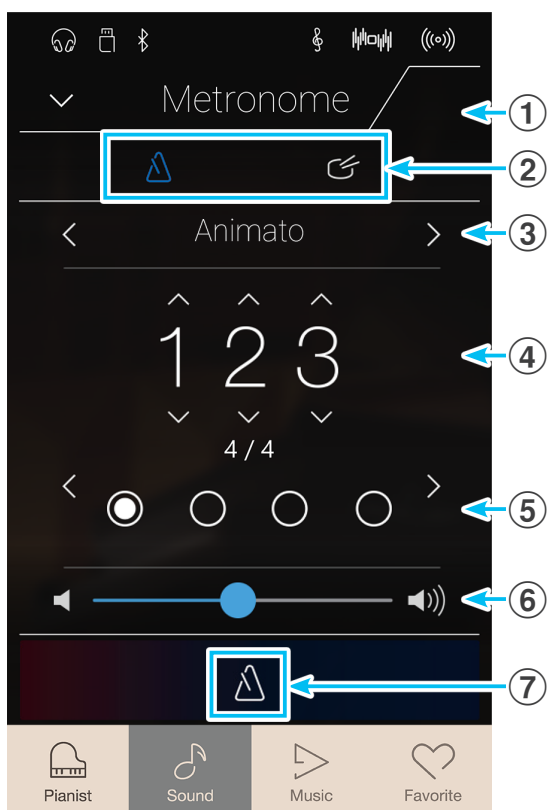 Metronome
①
②
Animato
③
1 2 3
④
4 / 4
⑤
⑥
⑦
Pianist Sound Music Favorite